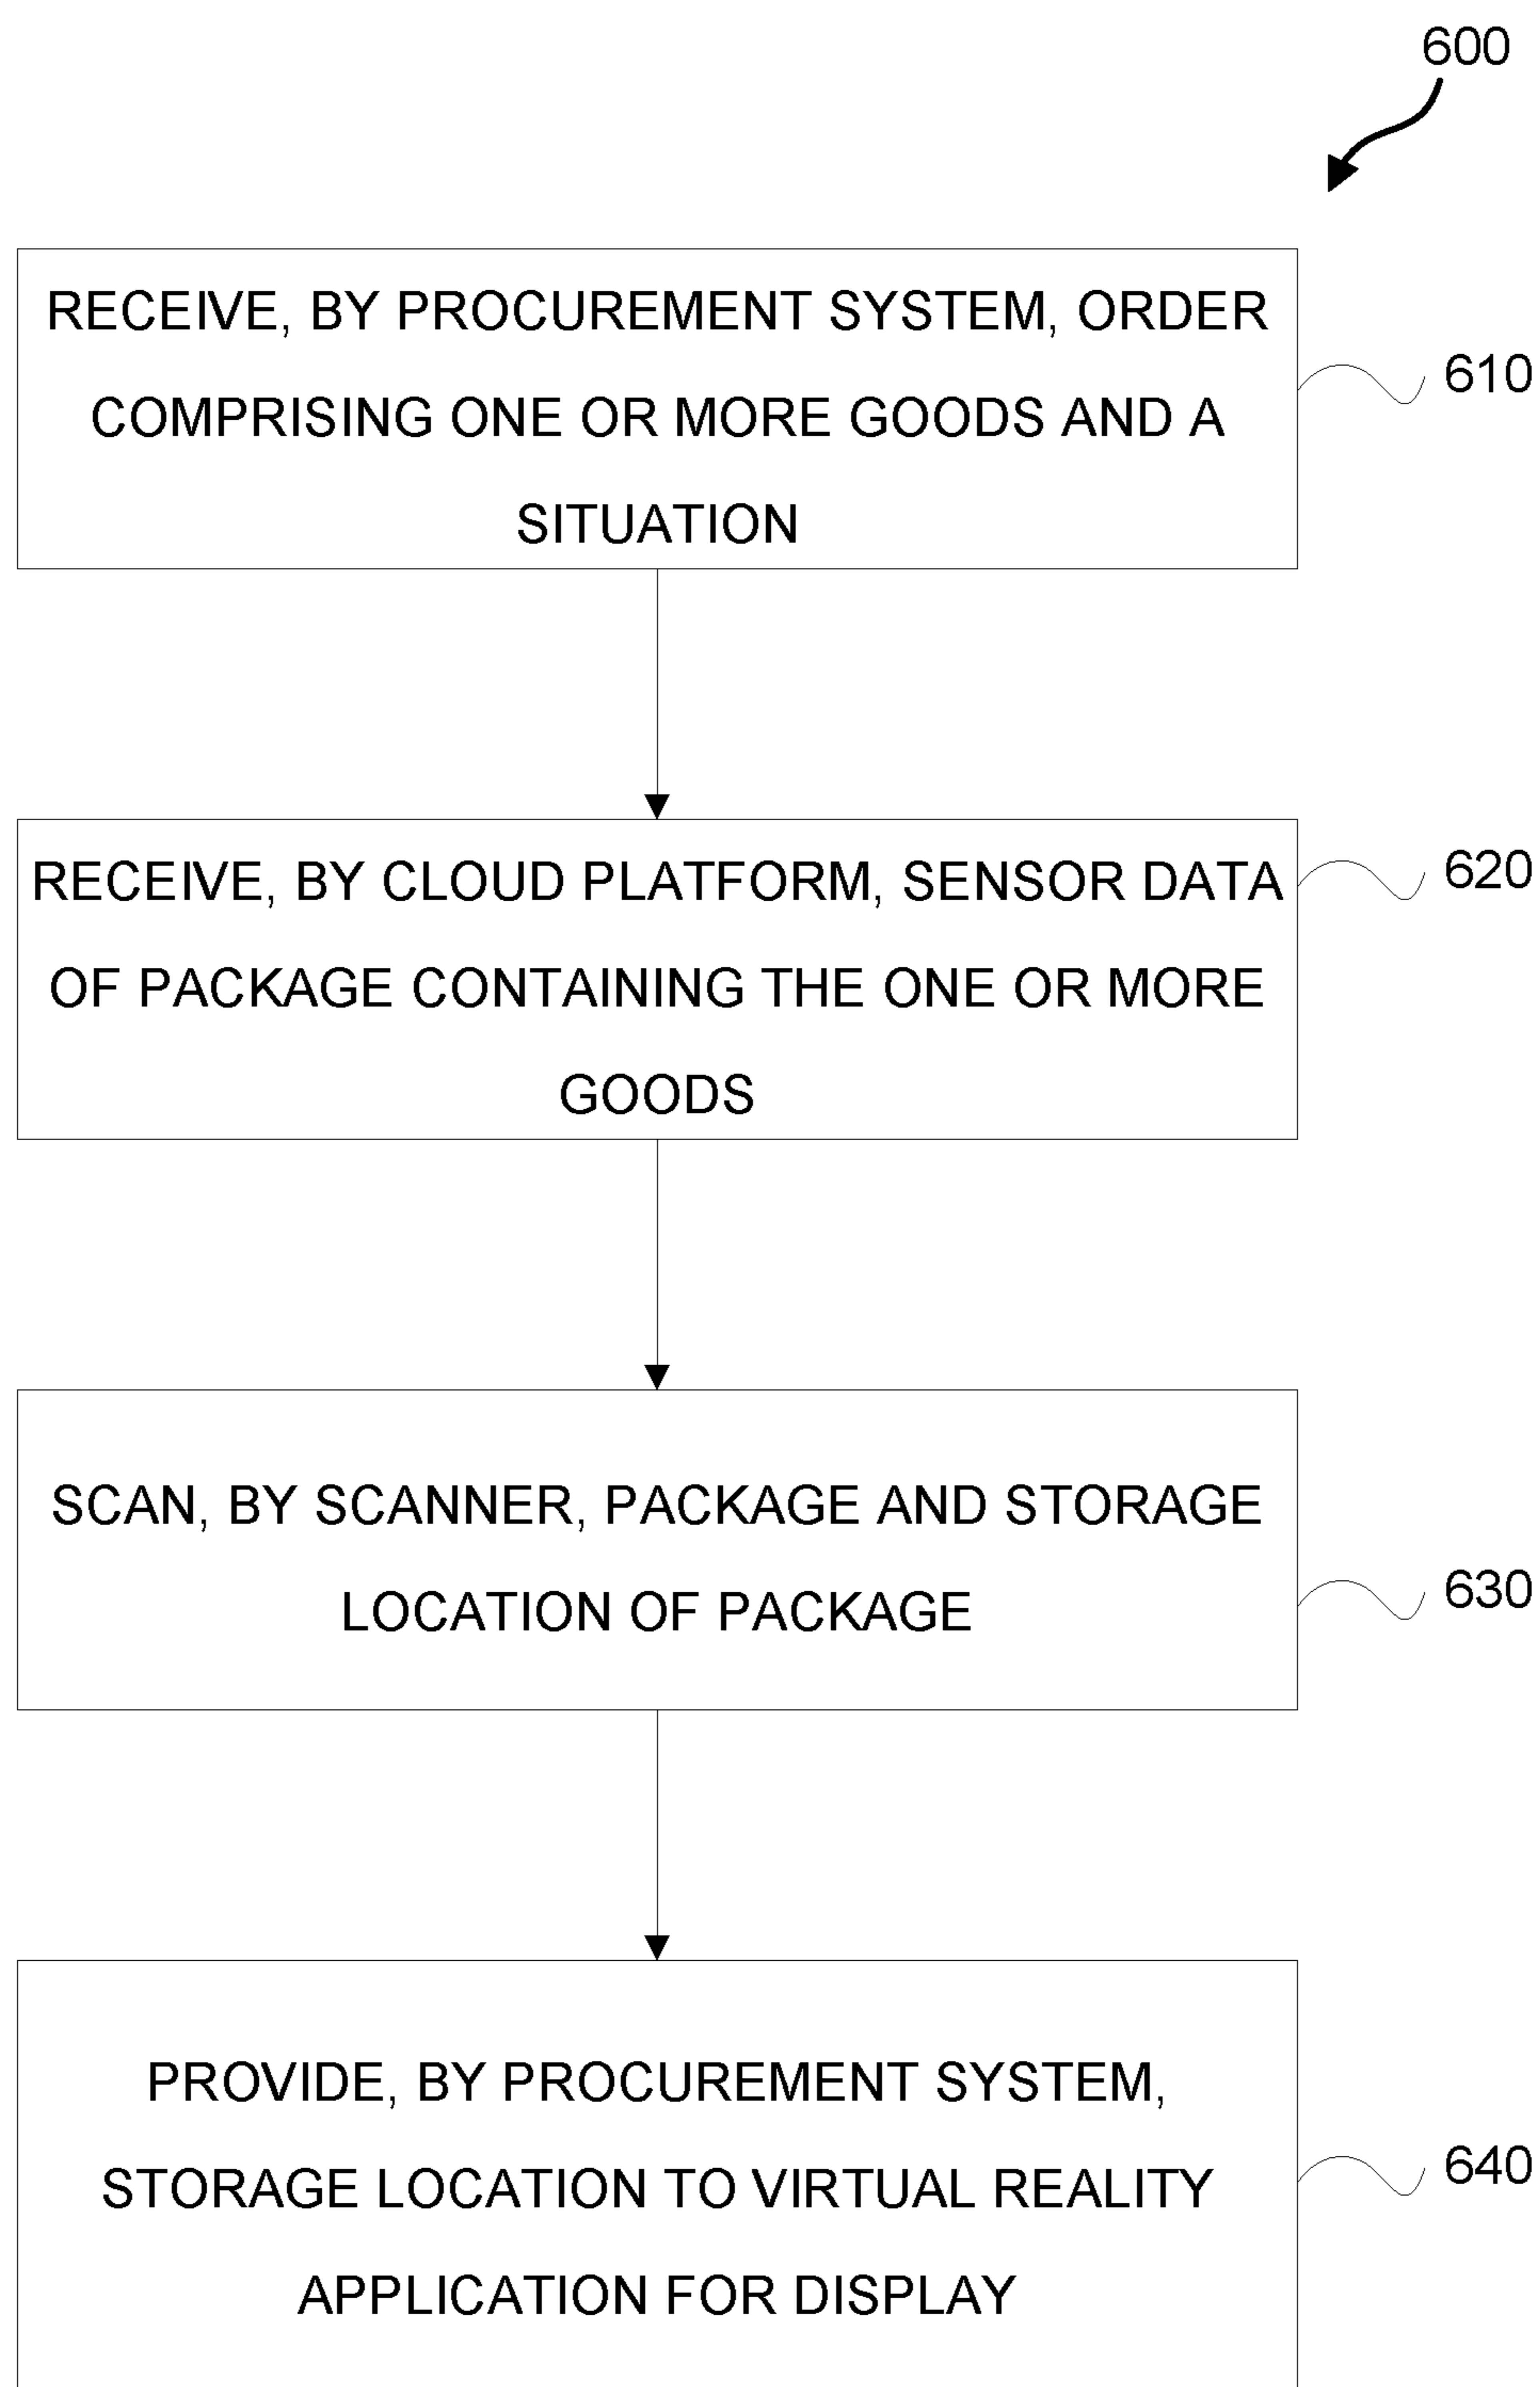 600
RECEIVE, BY PROCUREMENT SYSTEM, ORDER
COMPRISING ONE OR MORE GOODS AND A
SITUATION
610
RECEIVE, BY CLOUD PLATFORM, SENSOR DATA
OF PACKAGE CONTAINING THE ONE OR MORE
GOODS
620
SCAN, BY SCANNER, PACKAGE AND STORAGE
LOCATION OF PACKAGE
630
PROVIDE, BY PROCUREMENT SYSTEM,
STORAGE LOCATION TO VIRTUAL REALITY
APPLICATION FOR DISPLAY
640